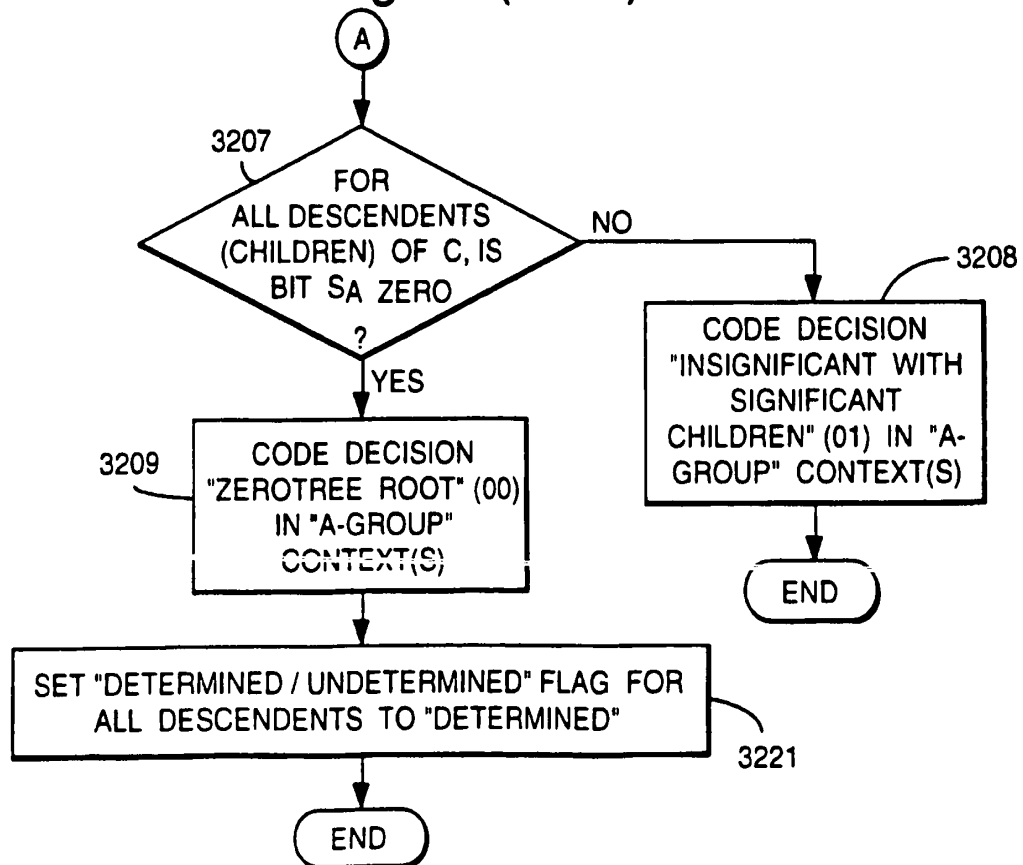 A
3207
FOR
ALL DESCENDENTS
(CHILDREN) OF C, IS
BIT SA ZERO
?
NO
YES
3208
CODE DECISION
"INSIGNIFICANT WITH
SIGNIFICANT
CHILDREN" (01) IN "A-
GROUP" CONTEXT(S)
END
3209
CODE DECISION
"ZEROTREE ROOT" (00)
IN "A-GROUP"
CONTEXT(S)
SET "DETERMINED / UNDETERMINED" FLAG FOR
ALL DESCENDENTS TO "DETERMINED"
3221
END